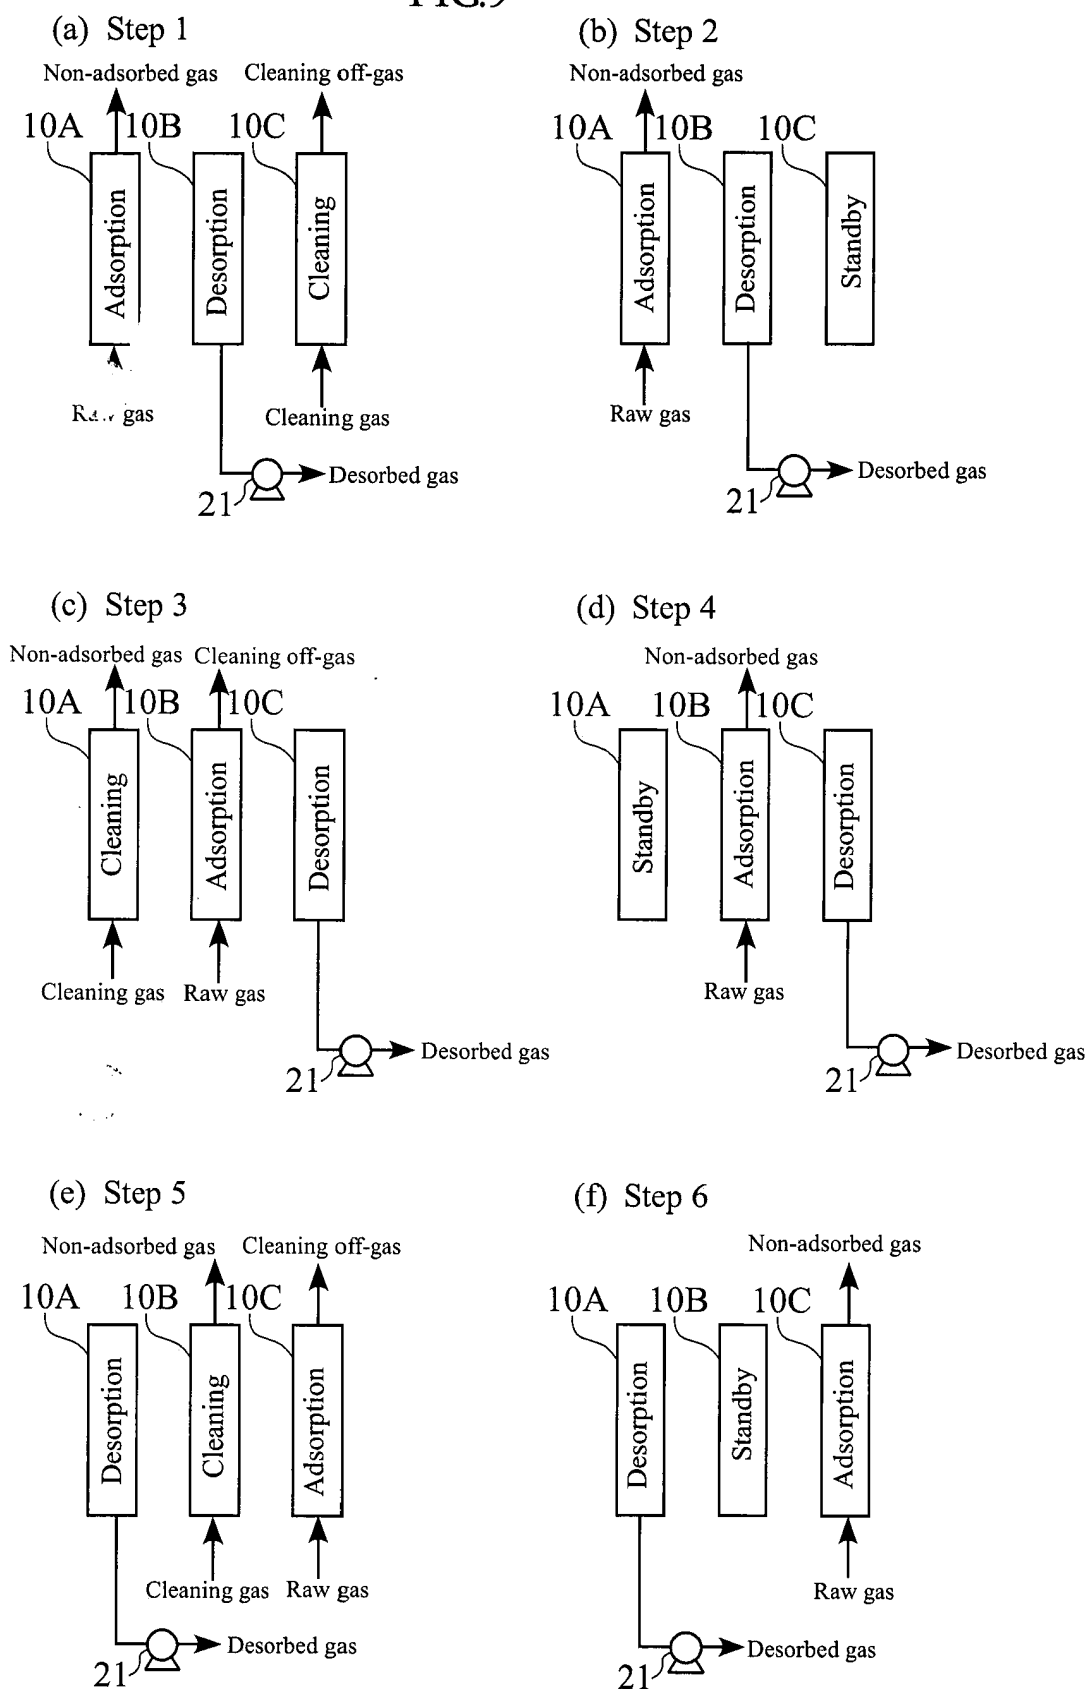 FIG.9
(a) Step 1
Non-adsorbed gas Cleaning off-gas
10A 10B 10C
Adsorption
Desorption
Cleaning
gas
Cleaning gas
21
Desorbed gas
(b) Step 2
Non-adsorbed gas
10A 10B 10C
Adsorption
Desorption
Standby
Raw gas
21
Desorbed gas
(c) Step 3
Non-adsorbed gas Cleaning off-gas
10A 10B 10C
Cleaning
Adsorption
Desorption
Cleaning gas Raw gas
21
Desorbed gas
(d) Step 4
Non-adsorbed gas
10A 10B 10C
Standby
Adsorption
Desorption
Raw gas
21
Desorbed gas
(e) Step 5
Non-adsorbed gas Cleaning off-gas
10A 10B 10C
Desorption
Cleaning
Adsorption
Cleaning gas Raw gas
21
Desorbed gas
(f) Step 6
Non-adsorbed gas
10A 10B 10C
Desorption
Standby
Adsorption
Raw gas
21
Desorbed gas